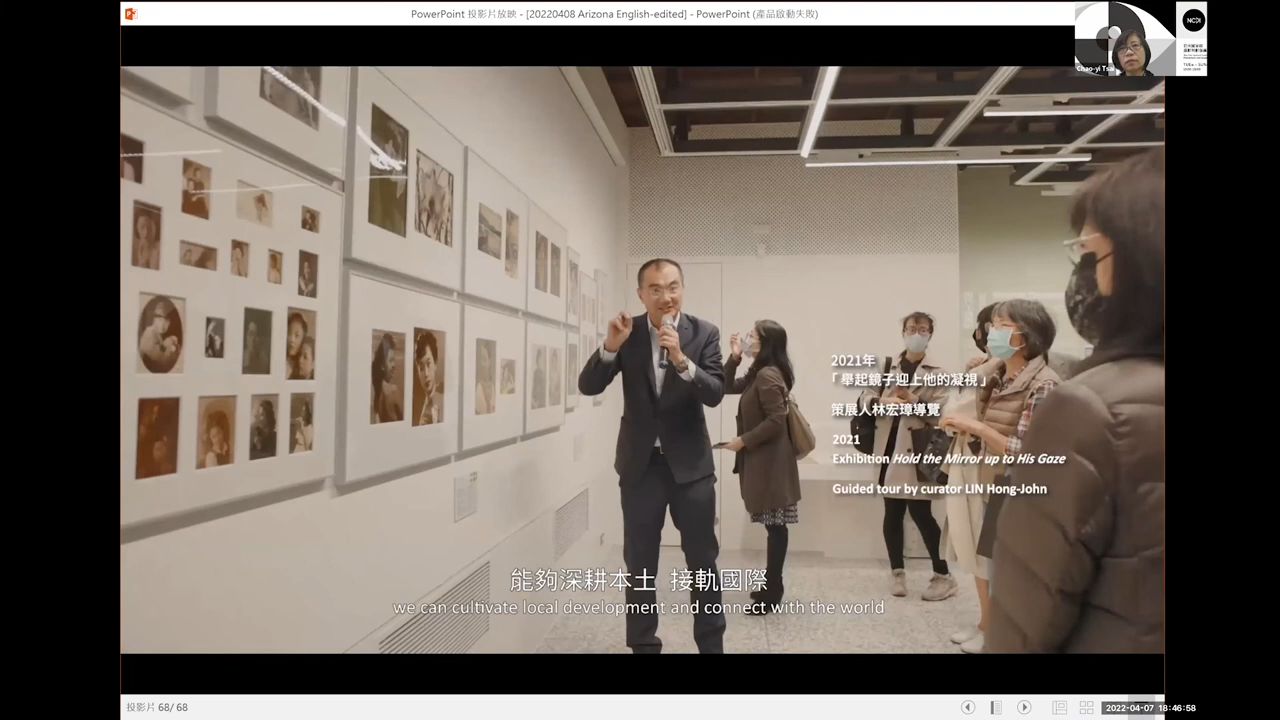 PowerPoint 投影片放映 - [20220408 Arizona English-edited] - PowerPoint (產品啟動失敗)
Chao-yi Tsai
2021年
「舉起鏡子迎上他的凝視」
策展人林宏璋導覽
2021
Exhibition Hold the Mirror up to His Gaze
Guided tour by curator LIN Hong-John
能夠深耕本土 接軌國際
we can cultivate local development and connect with the world
投影片 68/ 68
2022-04-07 18:46:58